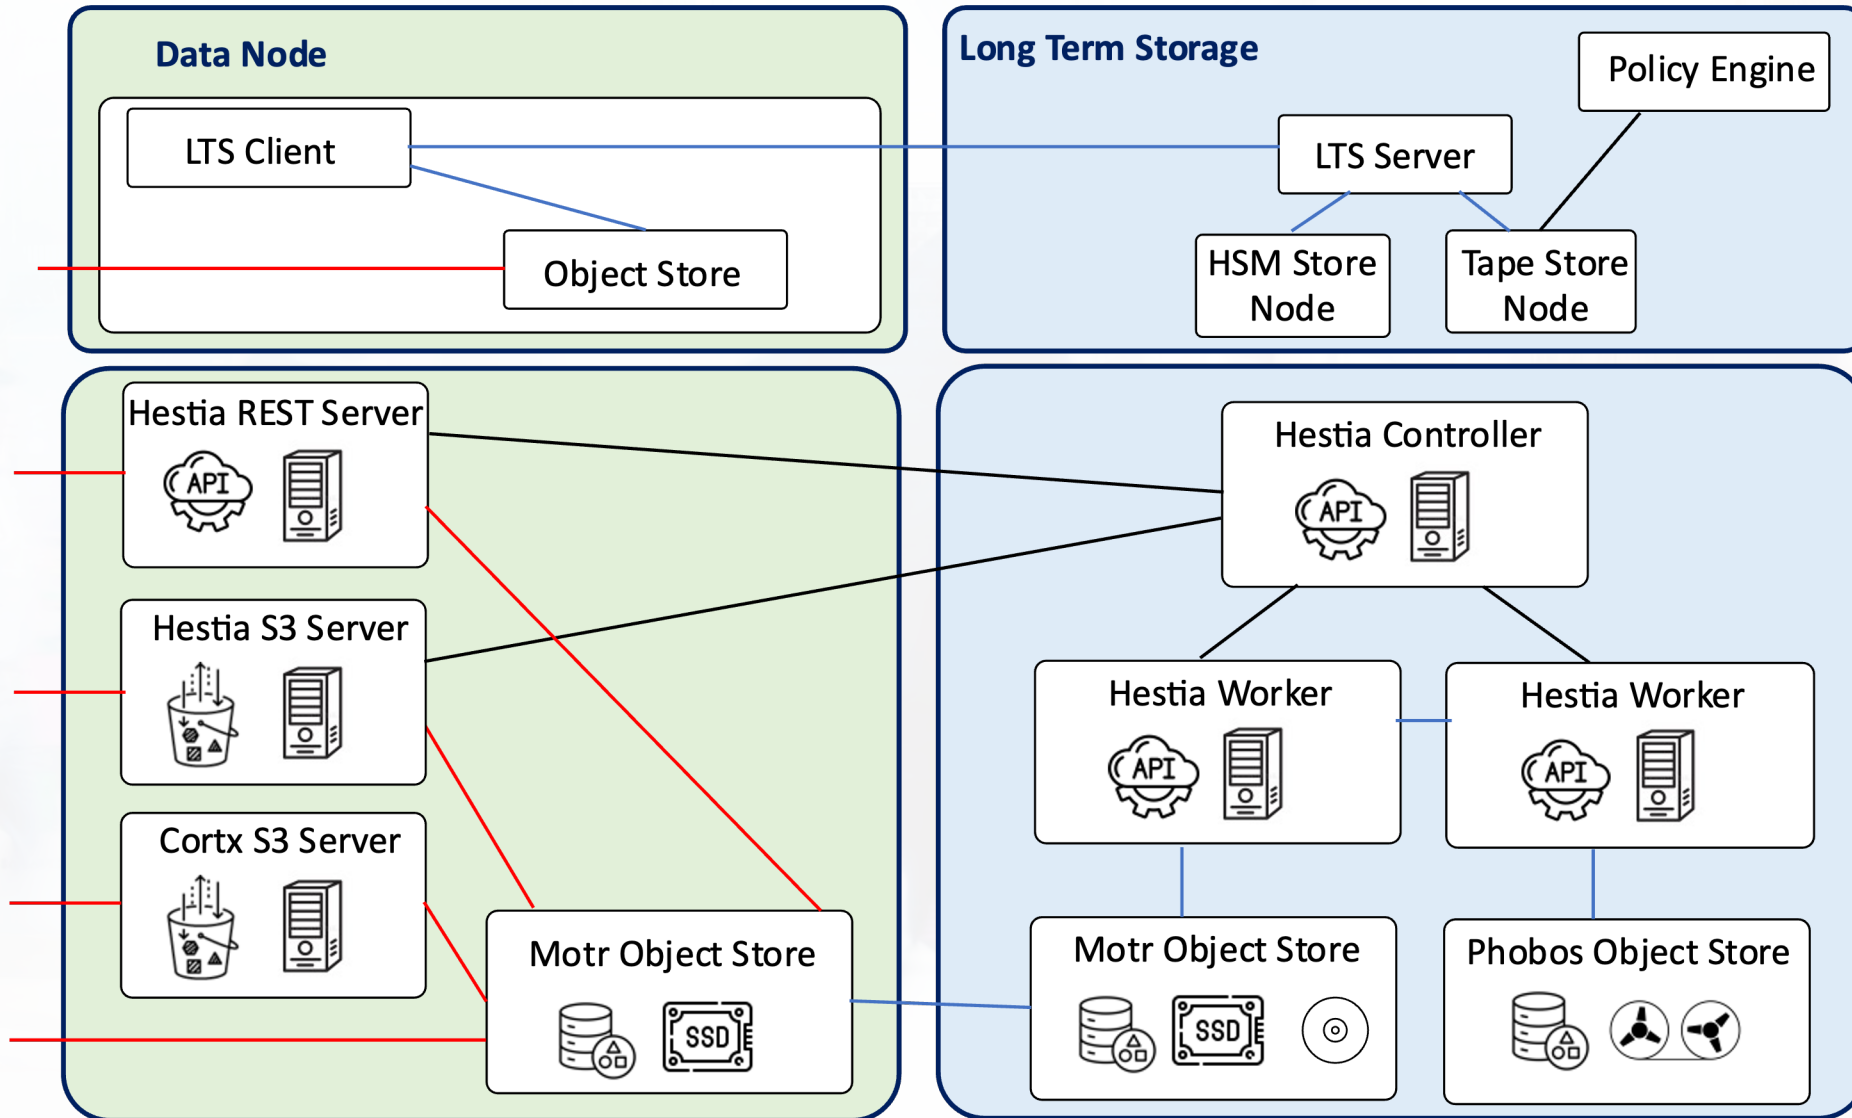 Data Node
LTS Client
Object Store
Long Term Storage
Policy Engine
LTS Server
HSM Store
Node
Tape Store
Node
Hestia REST Server
API
Hestia S3 Server
Cortx S3 Server
Motr Object Store
SSD
Hestia Controller
API
Hestia Worker
API
Hestia Worker
API
Motr Object Store
SSD
Phobos Object Store